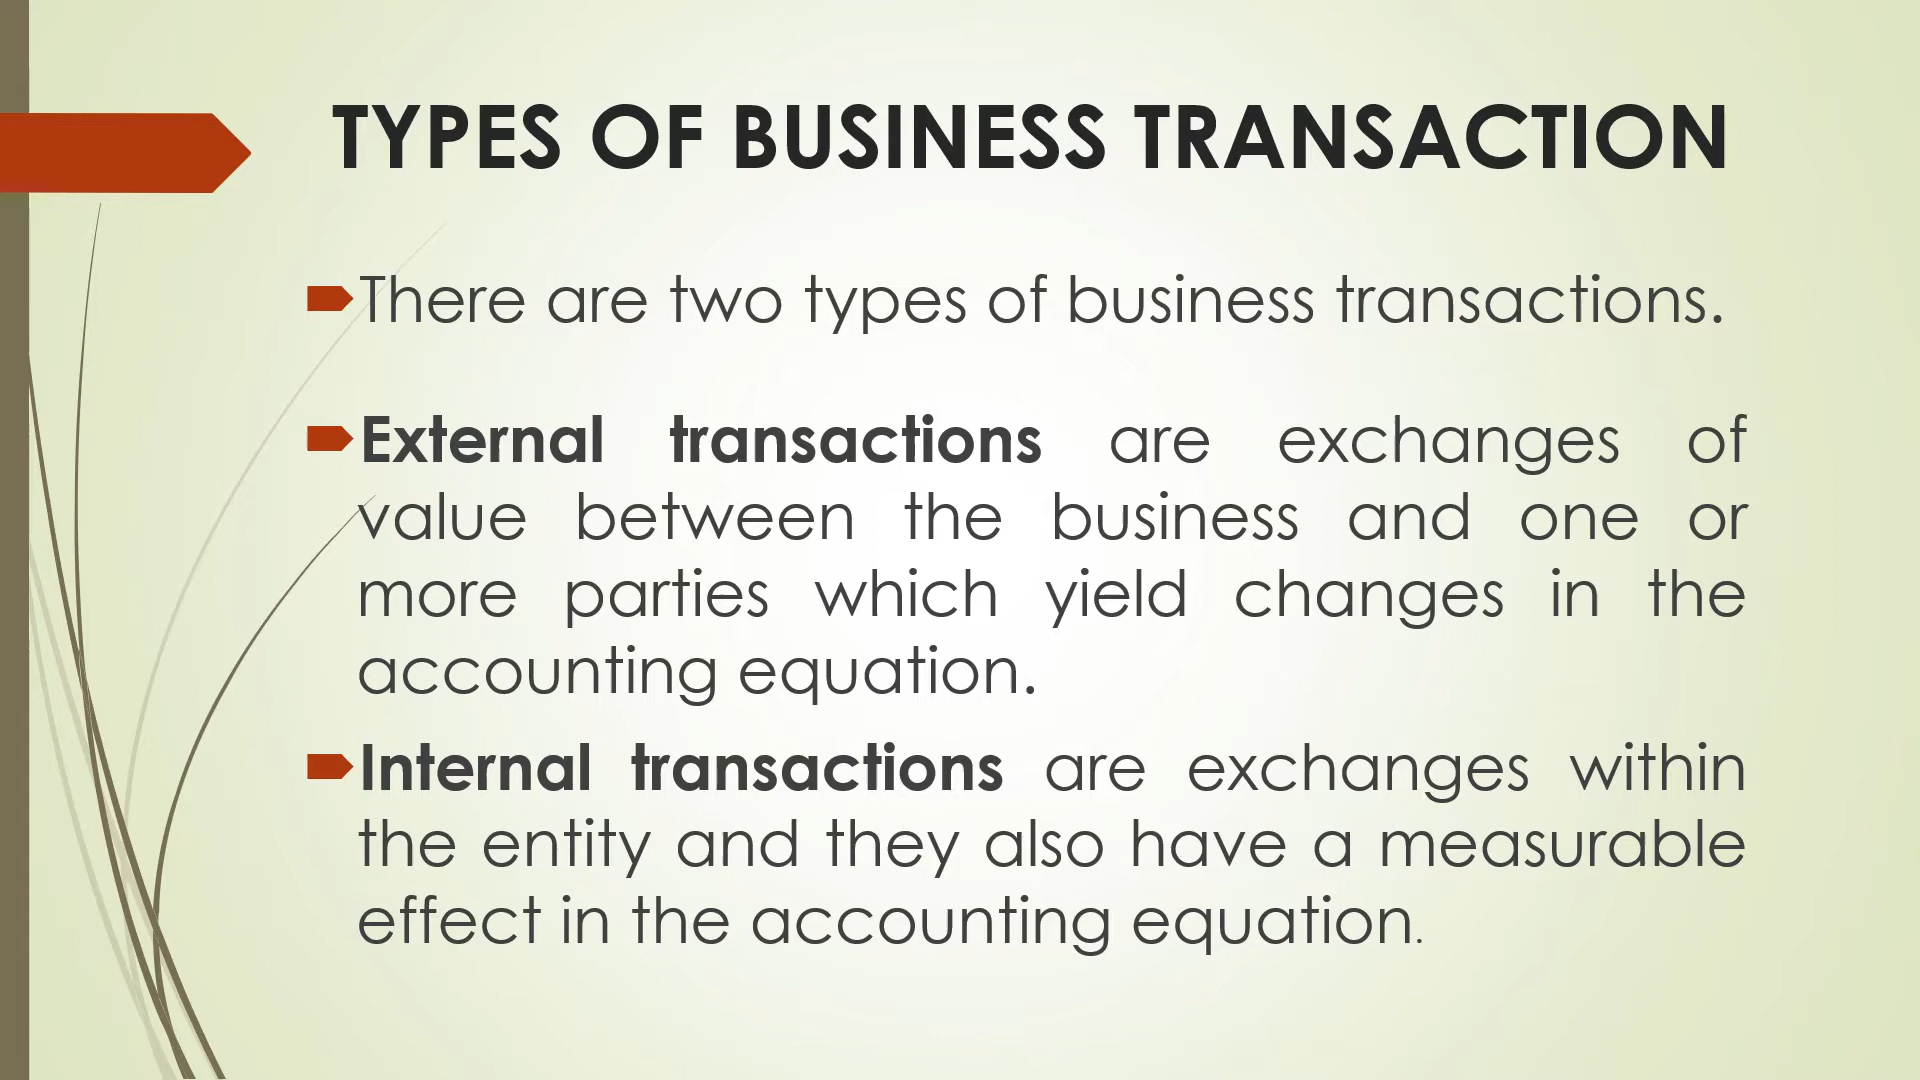 TYPES OF BUSINESS TRANSACTION
There are two types of business transactions.
External transactions are exchanges of
value between the business and one or
more parties which yield changes in the
accounting equation.
Internal transactions are exchanges within
the entity and they also have a measurable
effect in the accounting equation.